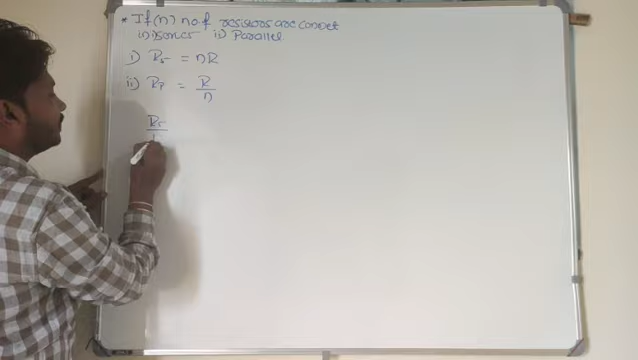 * If (n) no of resistors are connect
(i) series ii) Parallel
i) Rs = nR
ii) Rp = R/n
Rs